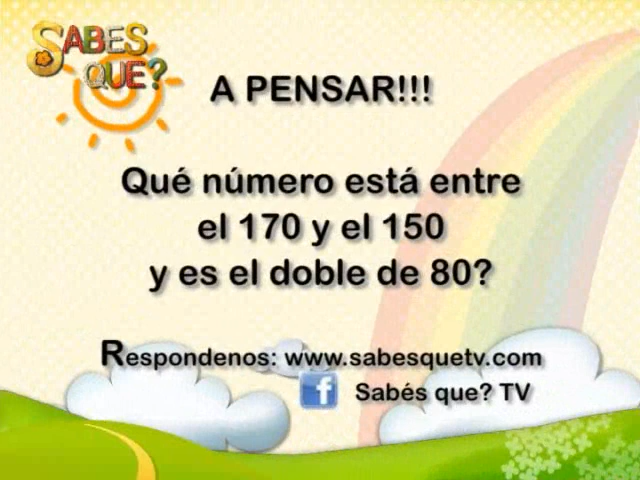 SABES
QUE?
A PENSAR!!!
Qué número está entre
el 170 y el 150
y es el doble de 80?
Respondenos: www.sabesquetv.com
f Sabés que? TV